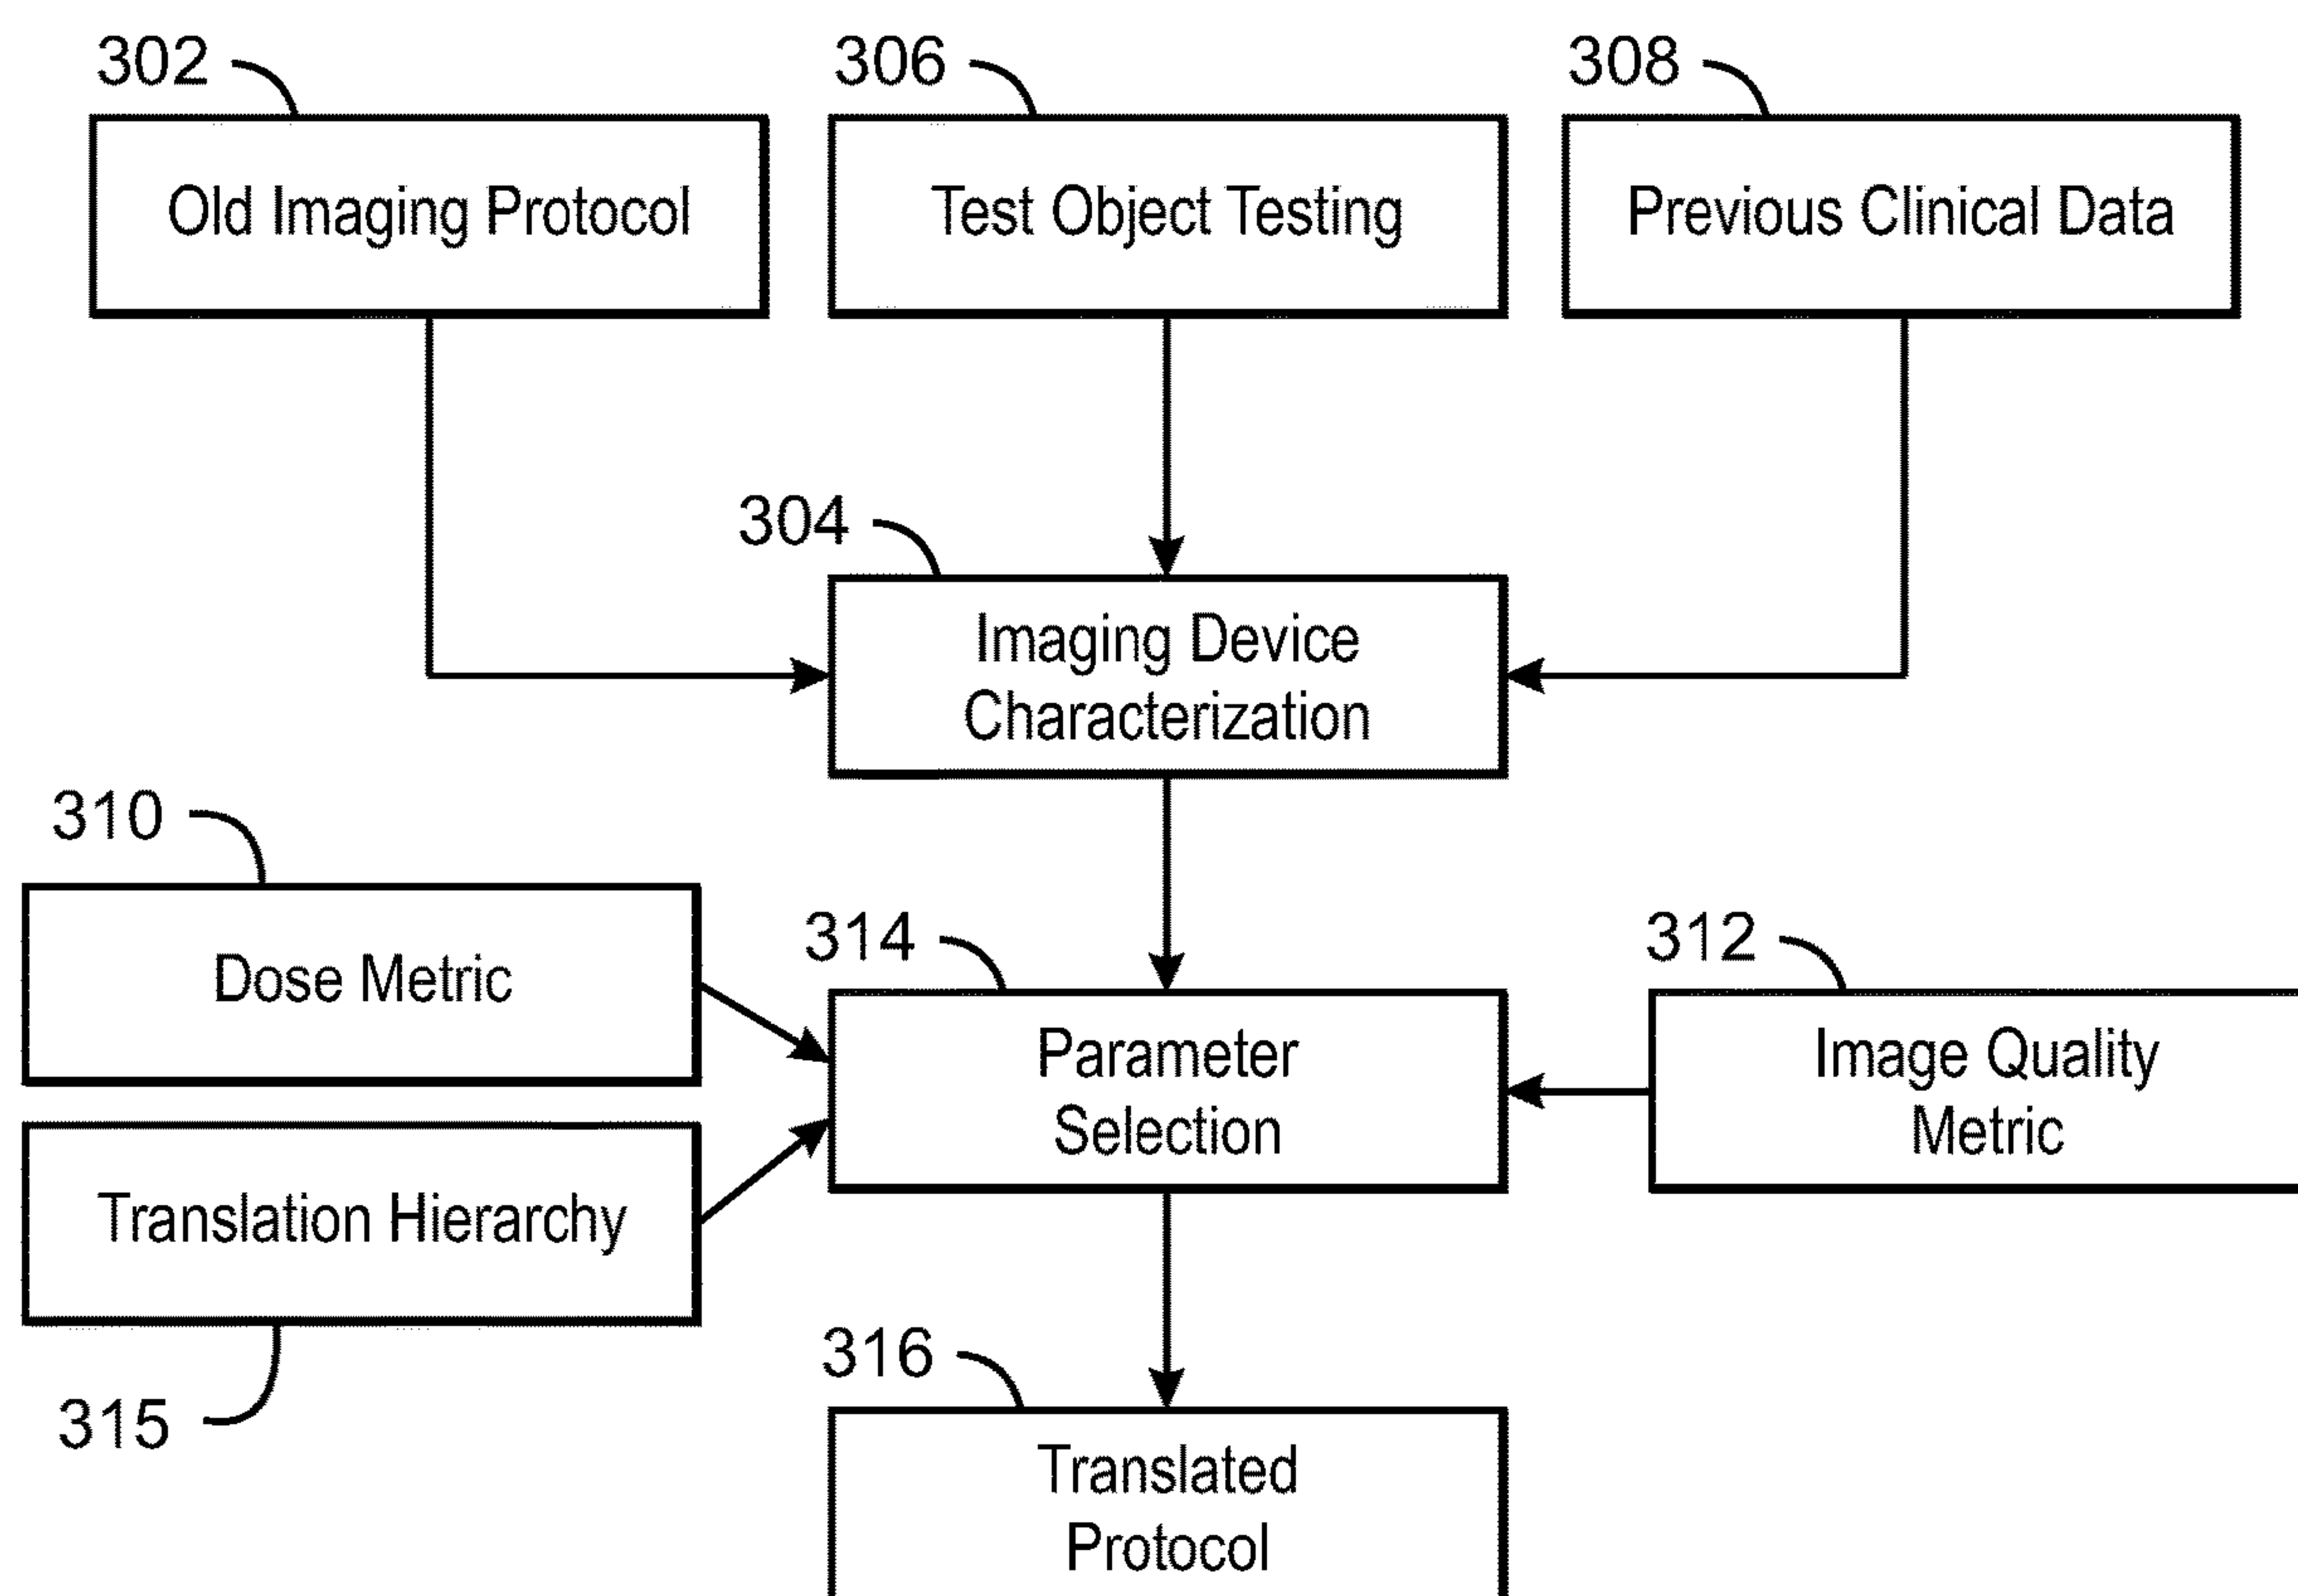 302
306
308
Old Imaging Protocol
Test Object Testing
Previous Clinical Data
304
Imaging Device
Characterization
310
Dose Metric
314
Parameter
Selection
312
Image Quality
Metric
Translation Hierarchy
315
316
Translated
Protocol